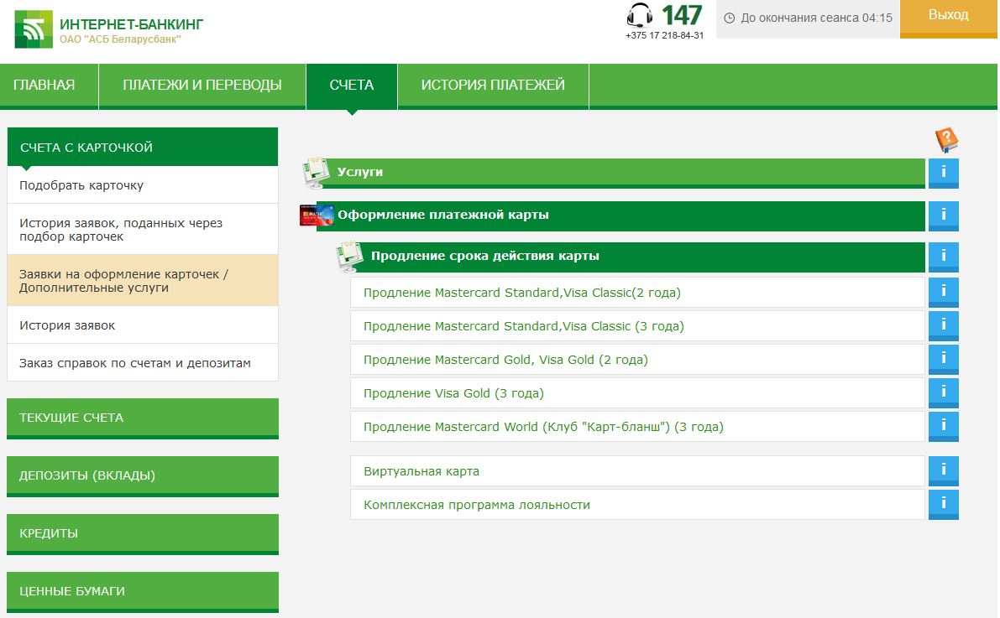 ИНТЕРНЕТ-БАНКИНГ
ОАО "АСБ Беларусбанк"
147
+375 17 218-84-31
До окончания сеанса 04:15
Выход
ГЛАВНАЯ
ПЛАТЕЖИ И ПЕРЕВОДЫ
СЧЕТА
ИСТОРИЯ ПЛАТЕЖЕЙ
СЧЕТА С КАРТОЧКОЙ
Подобрать карточку
История заявок, поданных через
подбор карточек
Заявки на оформление карточек /
Дополнительные услуги
История заявок
Заказ справок по счетам и депозитам
ТЕКУЩИЕ СЧЕТА
ДЕПОЗИТЫ (ВКЛАДЫ)
КРЕДИТЫ
ЦЕННЫЕ БУМАГИ
?
Услуги
i
Оформление платежной карты
i
Продление срока действия карты
i
Продление Mastercard Standard,Visa Classic(2 года)
i
Продление Mastercard Standard,Visa Classic (3 года)
i
Продление Mastercard Gold, Visa Gold (2 года)
i
Продление Visa Gold (3 года)
i
Продление Mastercard World (Клуб "Карт-бланш") (3 года)
i
Виртуальная карта
i
Комплексная программа лояльности
i